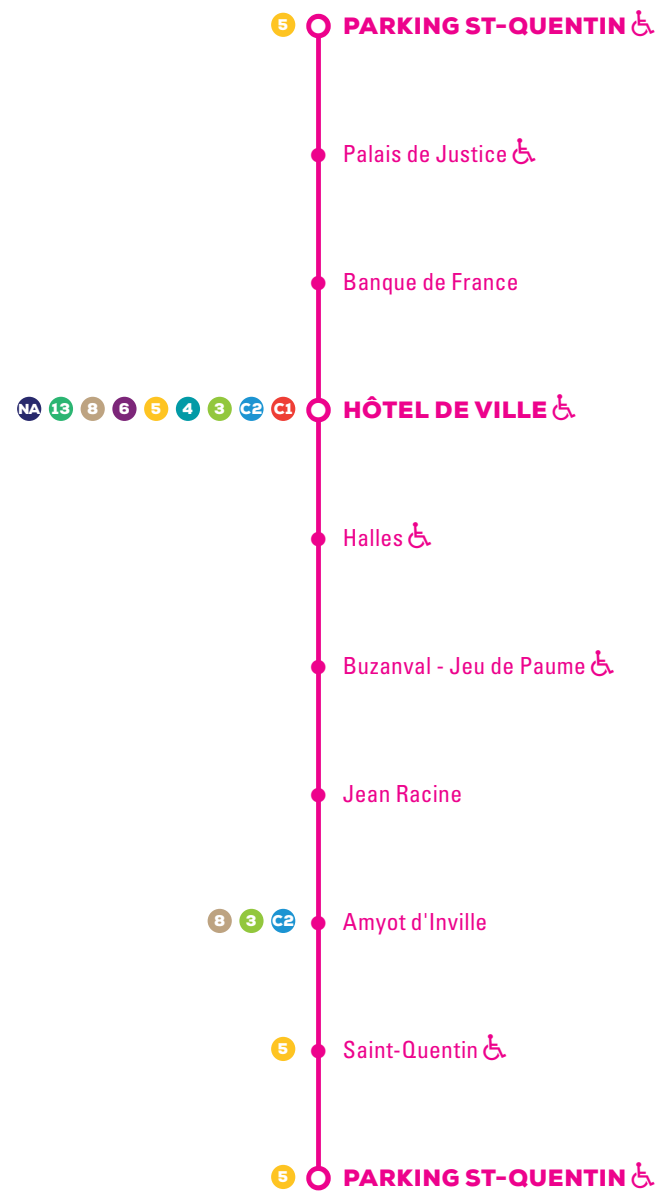 5 PARKING ST-QUENTIN
Palais de Justice
Banque de France
NA 13 8 6 5 4 3 C2 C1 HÔTEL DE VILLE
Halles
Buzanval - Jeu de Paume
Jean Racine
8 3 C2 Amyot d'Inville
5 Saint-Quentin
5 PARKING ST-QUENTIN